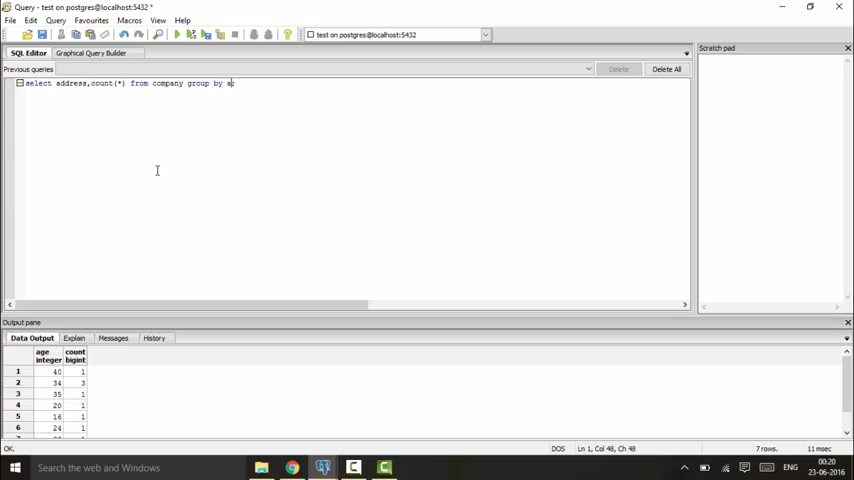 Query - test on postgres@localhost:5432 *
File Edit Query Favourites Macros View Help
test on postgres@localhost:5432
SQL Editor Graphical Query Builder
Scratch pad
Previous queries Delete Delete All
select address,count(*) from company group by a;
Output pane
Data Output Explain Messages History
age count
integer bigint
1 40 1
2 34 3
3 35 1
4 20 1
5 16 1
6 24 1
OK. DOS Ln 1, Col 48, Ch 48 7 rows. 11 msec
Search the web and Windows
ENG
00:20
23-06-2016